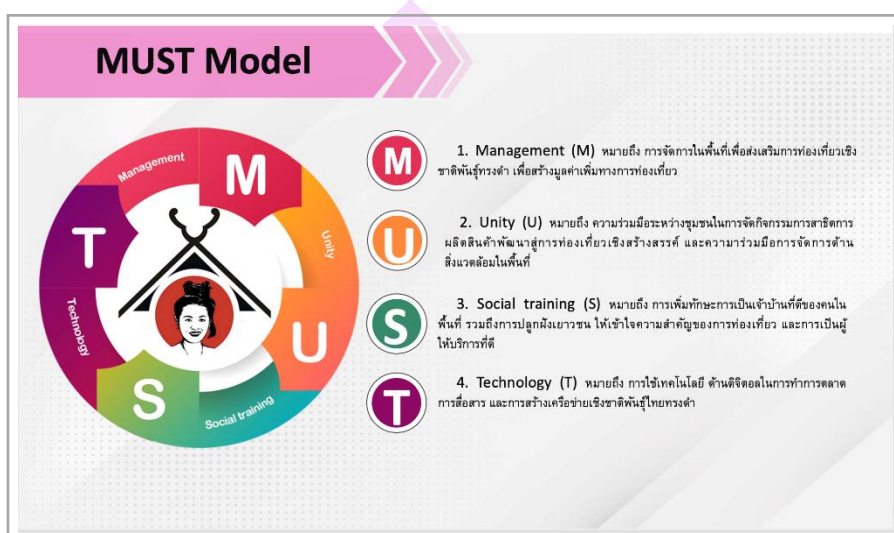 MUST Model
Management
M
Unity
U
Social training
S
Technology
T
M
1. Management (M) หมายถึง การจัดการในพื้นที่เพื่อส่งเสริมการท่องเที่ยวเชิง
ชาติพันธุ์ทรงดำ เพื่อสร้างมูลค่าเพิ่มทางการท่องเที่ยว
U
2. Unity (U) หมายถึง ความร่วมมือระหว่างชุมชนในการจัดกิจกรรมการสาธิตการ
ผลิตสินค้าพัฒนาสู่การท่องเที่ยวเชิงสร้างสรรค์ และความาร่วมมือการจัดการด้าน
สิ่งแวดล้อมในพื้นที่
S
3. Social training (S) หมายถึง การเพิ่มทักษะการเป็นเจ้าบ้านที่ดีของคนใน
พื้นที่ รวมถึงการปลูกฝังเยาวชน ให้เข้าใจความสำคัญของการท่องเที่ยว และการเป็นผู้
ให้บริการที่ดี
T
4. Technology (T) หมายถึง การใช้เทคโนโลยี ด้านดิจิตอลในการทำการตลาด
การสื่อสาร และการสร้างเครือข่ายเชิงชาติพันธุ์ไทยทรงดำ